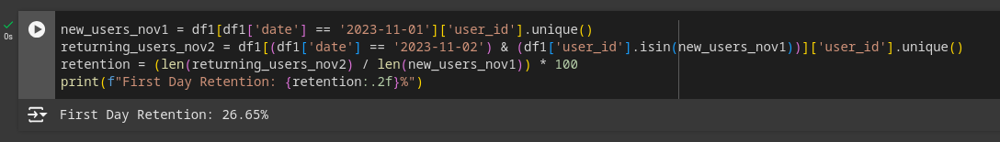 new_users_nov1 = df1[df1['date'] == '2023-11-01']['user_id'].unique()
returning_users_nov2 = df1[(df1['date'] == '2023-11-02') & (df1['user_id'].isin(new_users_nov1))]['user_id'].unique()
0s
retention = (len(returning_users_nov2) / len(new_users_nov1)) * 100
print(f"First Day Retention: {retention:.2f}%")
First Day Retention: 26.65%